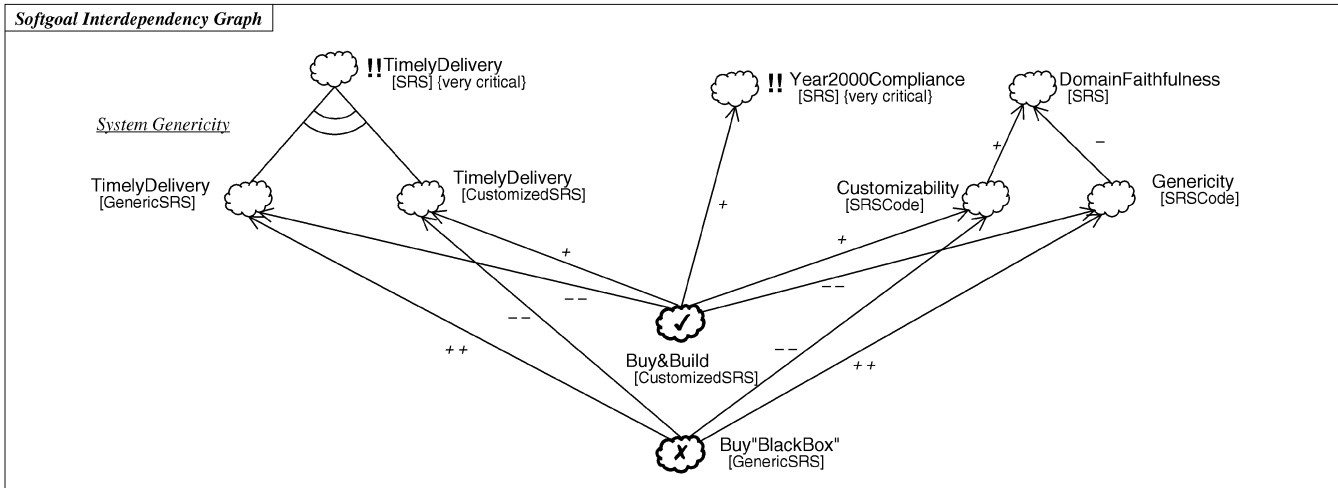 Softgoal Interdependency Graph
!!TimelyDelivery
[SRS] {very critical}
!! Year2000Compliance
[SRS] {very critical}
DomainFaithfulness
[SRS]
System Genericity
TimelyDelivery
[GenericSRS]
TimelyDelivery
[CustomizedSRS]
Customizability
[SRSCode]
Genericity
[SRSCode]
+
-
+
+
+
--
--
--
--
++
++
✓
Buy&Build
[CustomizedSRS]
✗
Buy"BlackBox"
[GenericSRS]